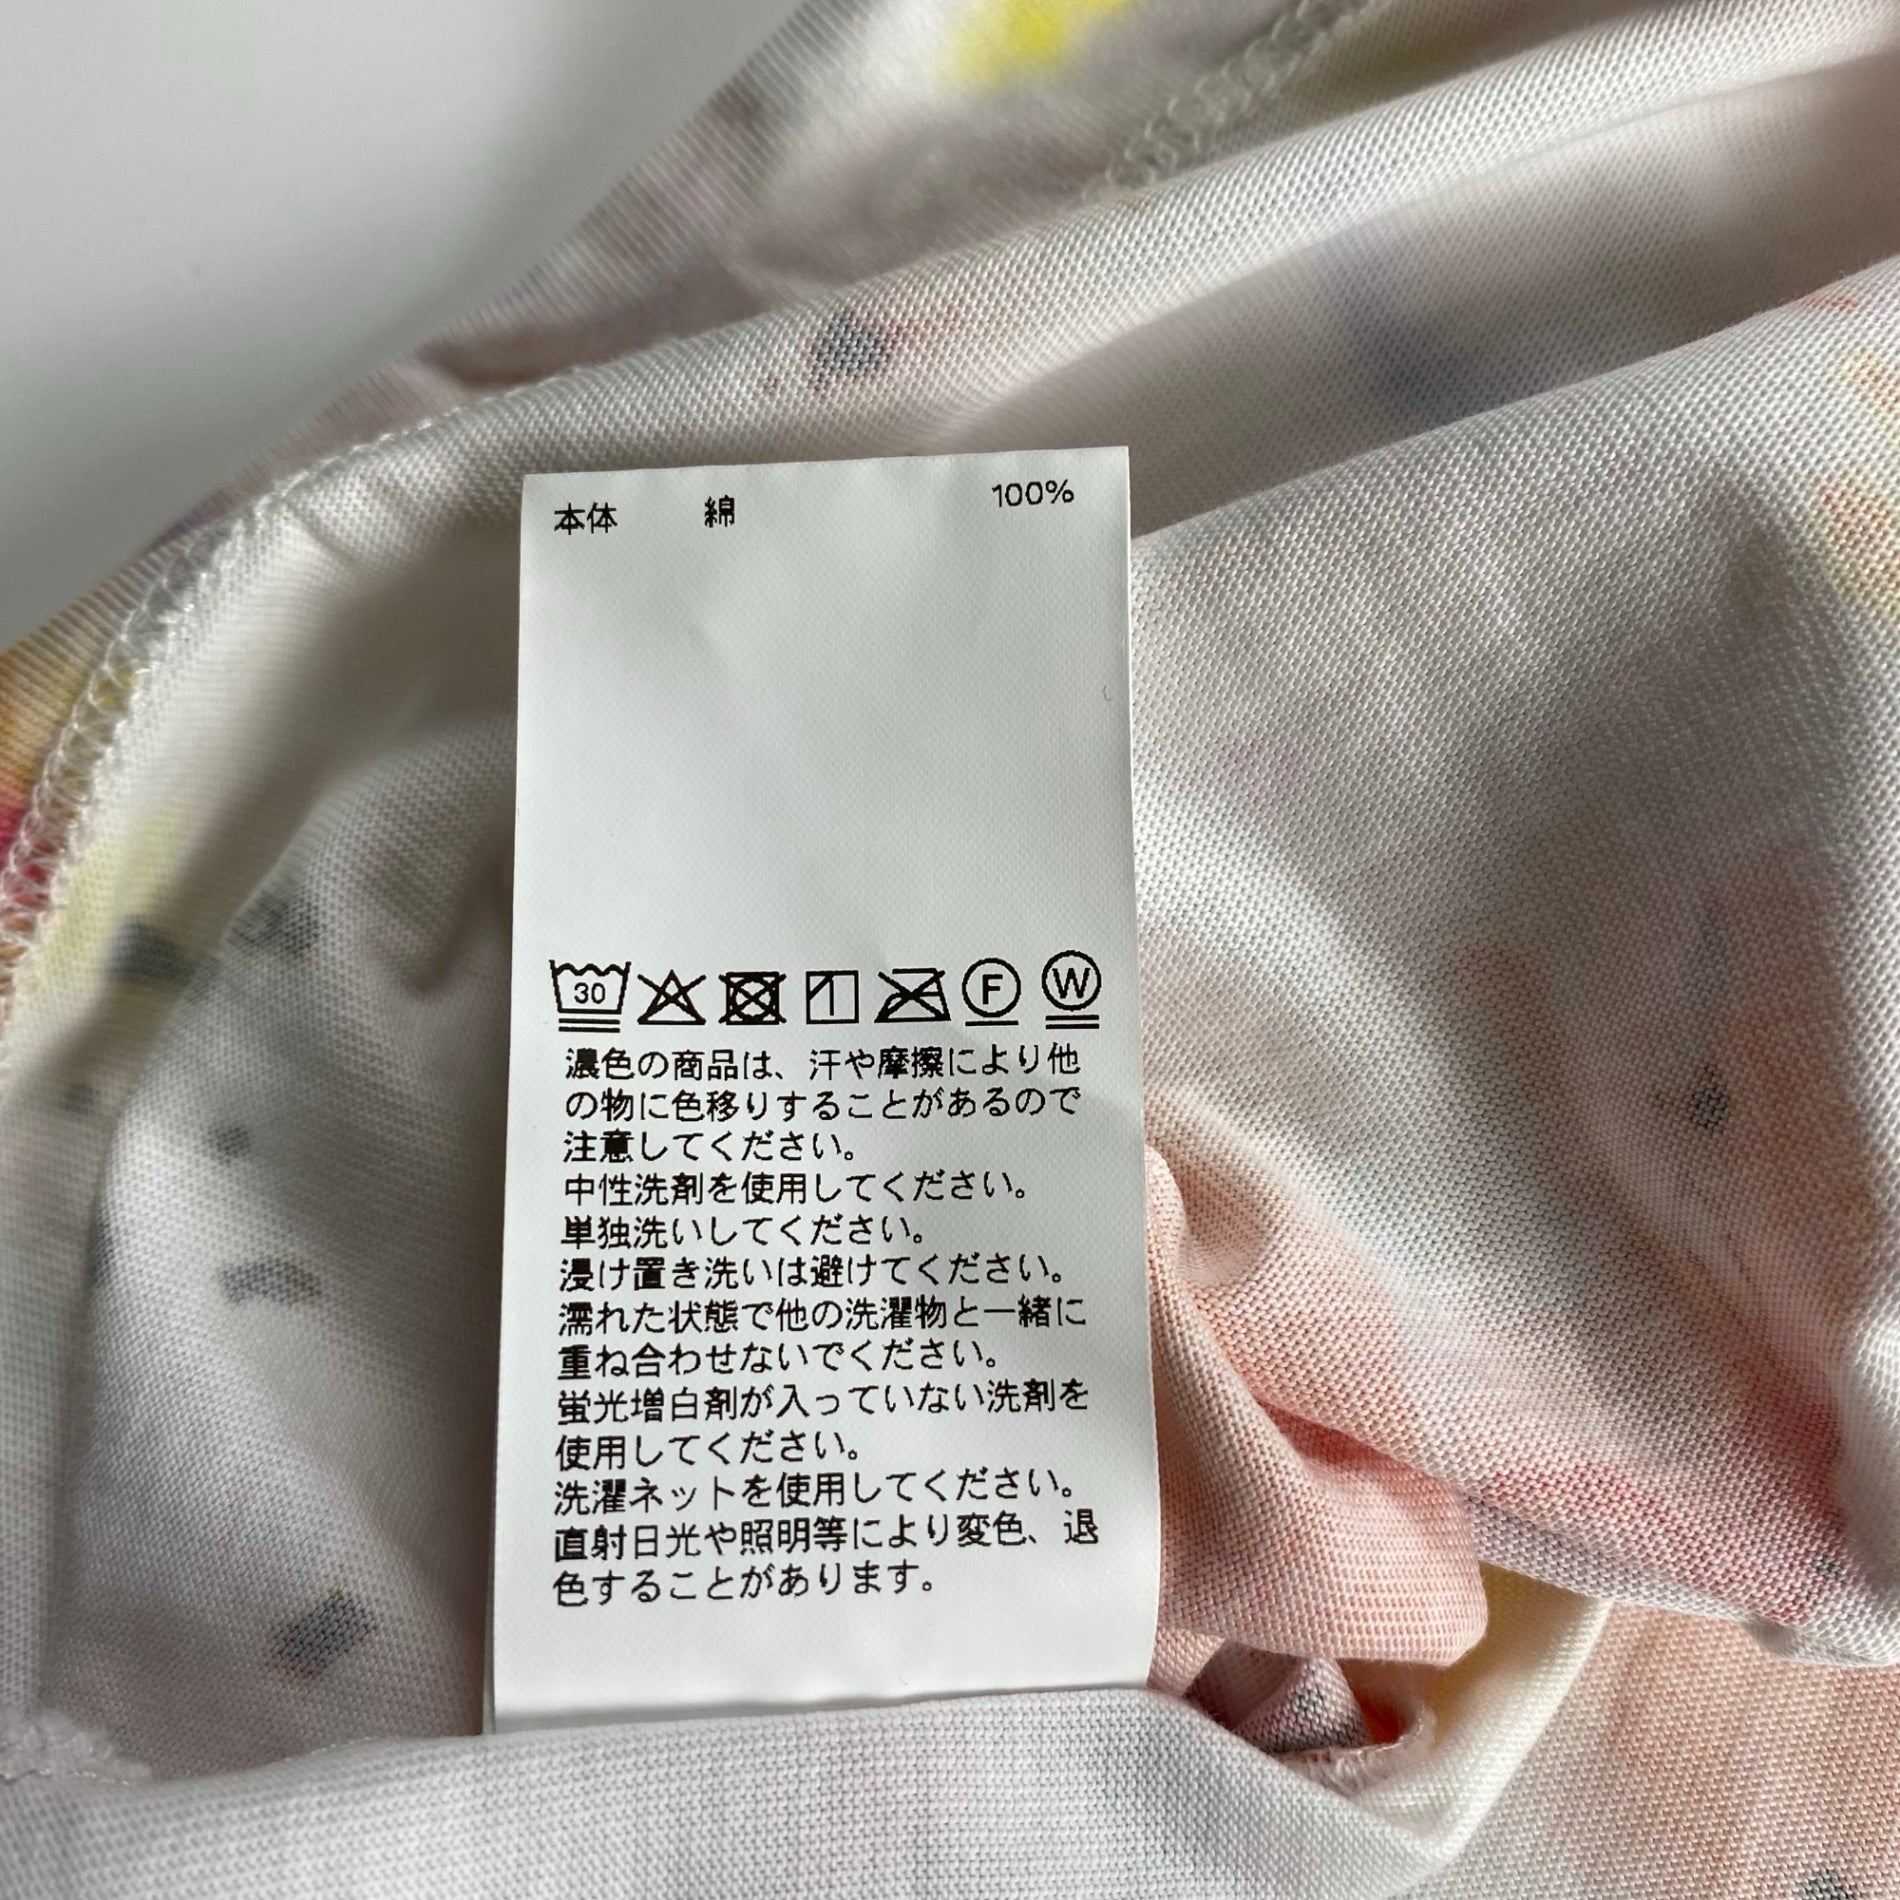 本体 綿 100%
30 F W
濃色の商品は、汗や摩擦により他
の物に色移りすることがあるので
注意してください。
中性洗剤を使用してください。
単独洗いしてください。
浸け置き洗いは避けてください。
濡れた状態で他の洗濯物と一緒に
重ね合わせないでください。
蛍光増白剤が入っていない洗剤を
使用してください。
洗濯ネットを使用してください。
直射日光や照明等により変色、退
色することがあります。